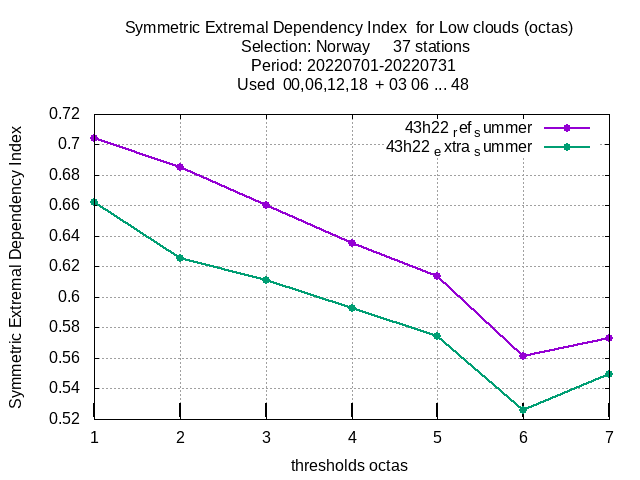 Symmetric Extremal Dependency Index  for Low clouds (octas)
Selection: Norway     37 stations
Period: 20220701-20220731
Used  00,06,12,18  + 03 06 ... 48
43h22 ref summer
43h22 extra summer
Symmetric Extremal Dependency Index
0.72
0.7
0.68
0.66
0.64
0.62
0.6
0.58
0.56
0.54
0.52
1 2 3 4 5 6 7
thresholds octas